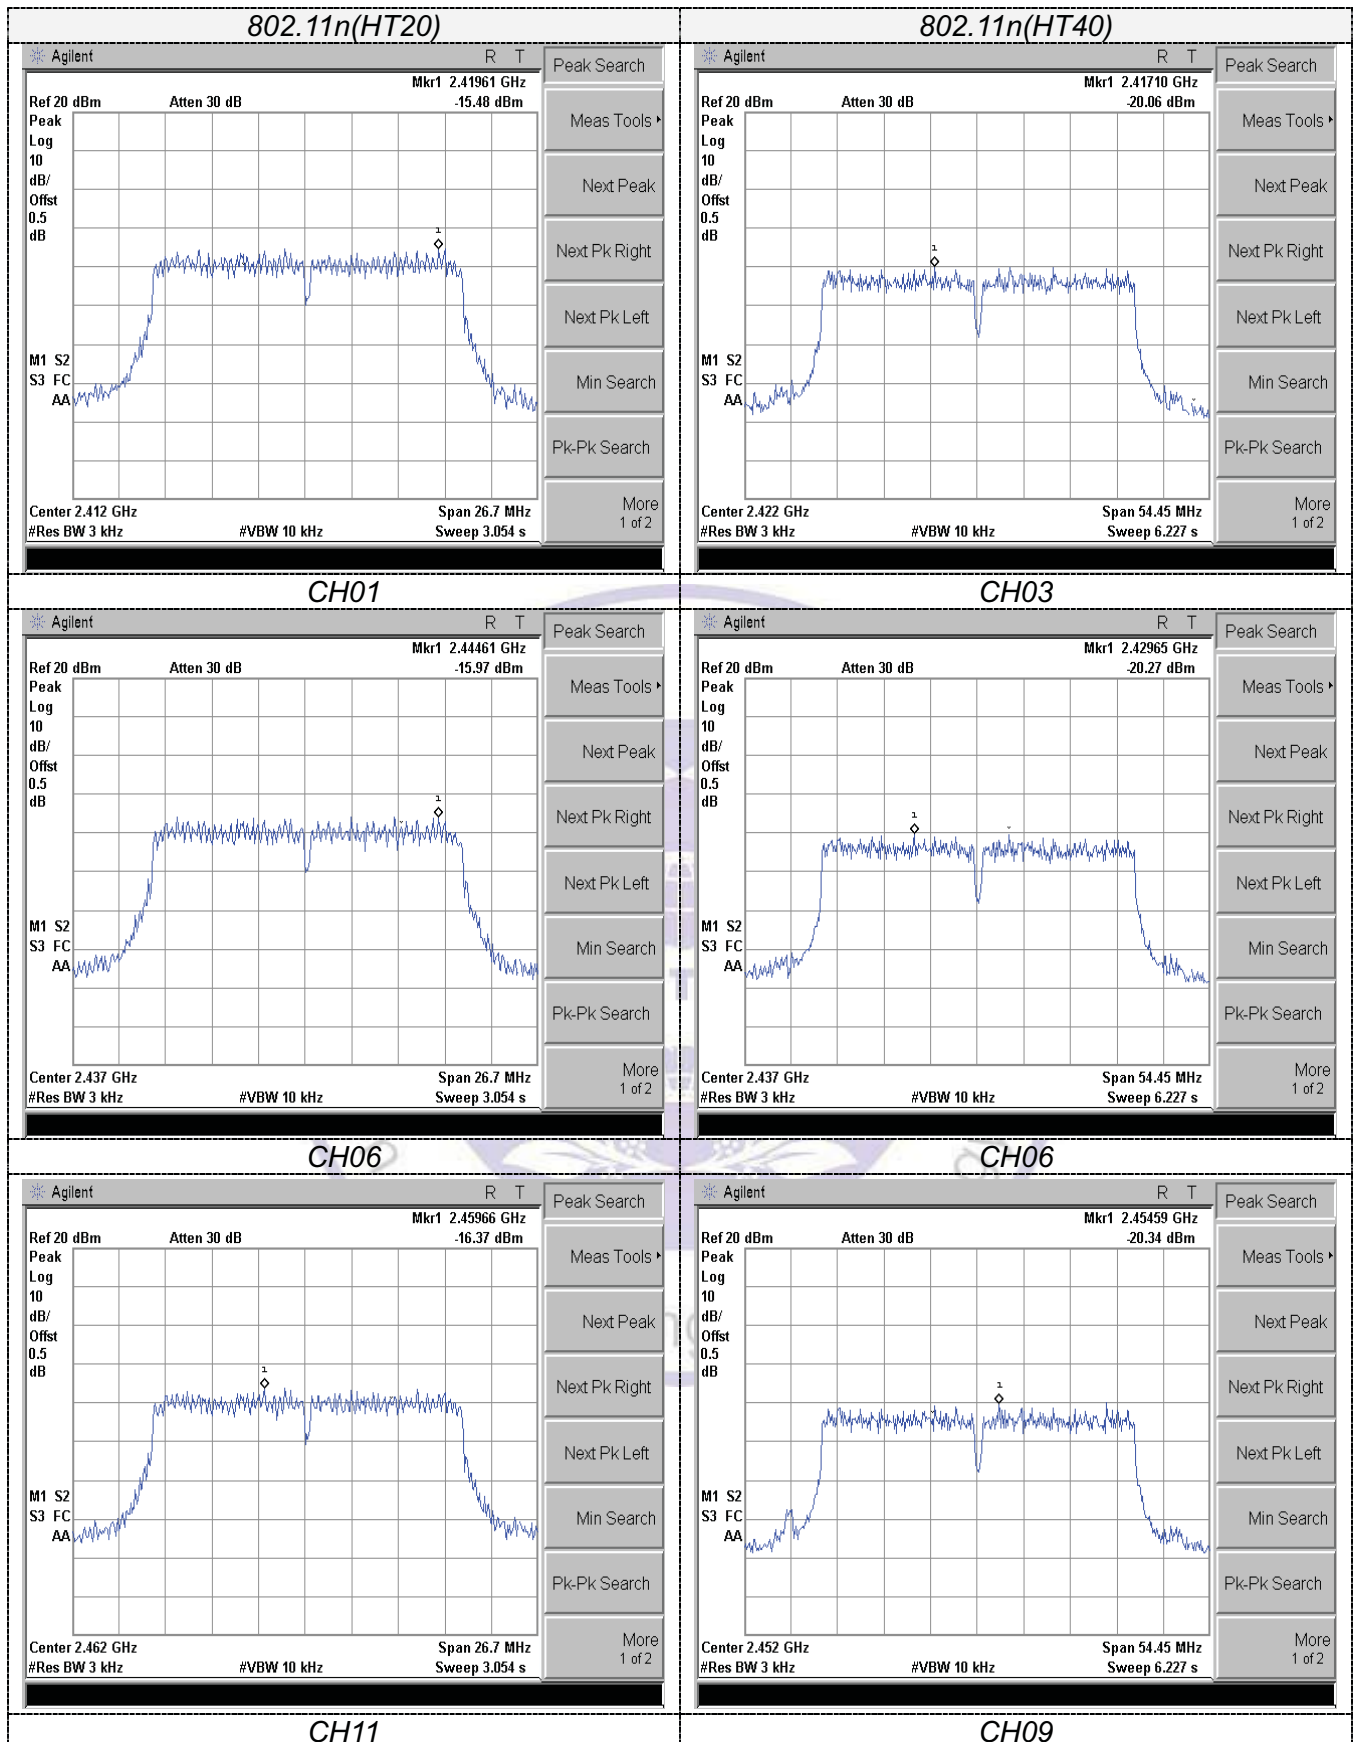 802.11n(HT20)
802.11n(HT40)
Agilent R T
Peak Search
Mkr1 2.41961 GHz
Ref 20 dBm Atten 30 dB -15.48 dBm
Peak
Log
10
dB/
Offst
0.5
dB
1
M1 S2
S3 FC
AA
Center 2.412 GHz Span 26.7 MHz
#Res BW 3 kHz #VBW 10 kHz Sweep 3.054 s
Meas Tools
Next Peak
Next Pk Right
Next Pk Left
Min Search
Pk-Pk Search
More
1 of 2
Agilent R T
Peak Search
Mkr1 2.41710 GHz
Ref 20 dBm Atten 30 dB -20.06 dBm
Peak
Log
10
dB/
Offst
0.5
dB
1
M1 S2
S3 FC
AA
Center 2.422 GHz Span 54.45 MHz
#Res BW 3 kHz #VBW 10 kHz Sweep 6.227 s
Meas Tools
Next Peak
Next Pk Right
Next Pk Left
Min Search
Pk-Pk Search
More
1 of 2
CH01
CH03
Agilent R T
Peak Search
Mkr1 2.44461 GHz
Ref 20 dBm Atten 30 dB -15.97 dBm
Peak
Log
10
dB/
Offst
0.5
dB
1
M1 S2
S3 FC
AA
Center 2.437 GHz Span 26.7 MHz
#Res BW 3 kHz #VBW 10 kHz Sweep 3.054 s
Meas Tools
Next Peak
Next Pk Right
Next Pk Left
Min Search
Pk-Pk Search
More
1 of 2
Agilent R T
Peak Search
Mkr1 2.42965 GHz
Ref 20 dBm Atten 30 dB -20.27 dBm
Peak
Log
10
dB/
Offst
0.5
dB
1
M1 S2
S3 FC
AA
Center 2.437 GHz Span 54.45 MHz
#Res BW 3 kHz #VBW 10 kHz Sweep 6.227 s
Meas Tools
Next Peak
Next Pk Right
Next Pk Left
Min Search
Pk-Pk Search
More
1 of 2
CH06
CH06
Agilent R T
Peak Search
Mkr1 2.45966 GHz
Ref 20 dBm Atten 30 dB -16.37 dBm
Peak
Log
10
dB/
Offst
0.5
dB
1
M1 S2
S3 FC
AA
Center 2.462 GHz Span 26.7 MHz
#Res BW 3 kHz #VBW 10 kHz Sweep 3.054 s
Meas Tools
Next Peak
Next Pk Right
Next Pk Left
Min Search
Pk-Pk Search
More
1 of 2
Agilent R T
Peak Search
Mkr1 2.45459 GHz
Ref 20 dBm Atten 30 dB -20.34 dBm
Peak
Log
10
dB/
Offst
0.5
dB
1
M1 S2
S3 FC
AA
Center 2.452 GHz Span 54.45 MHz
#Res BW 3 kHz #VBW 10 kHz Sweep 6.227 s
Meas Tools
Next Peak
Next Pk Right
Next Pk Left
Min Search
Pk-Pk Search
More
1 of 2
CH11
CH09